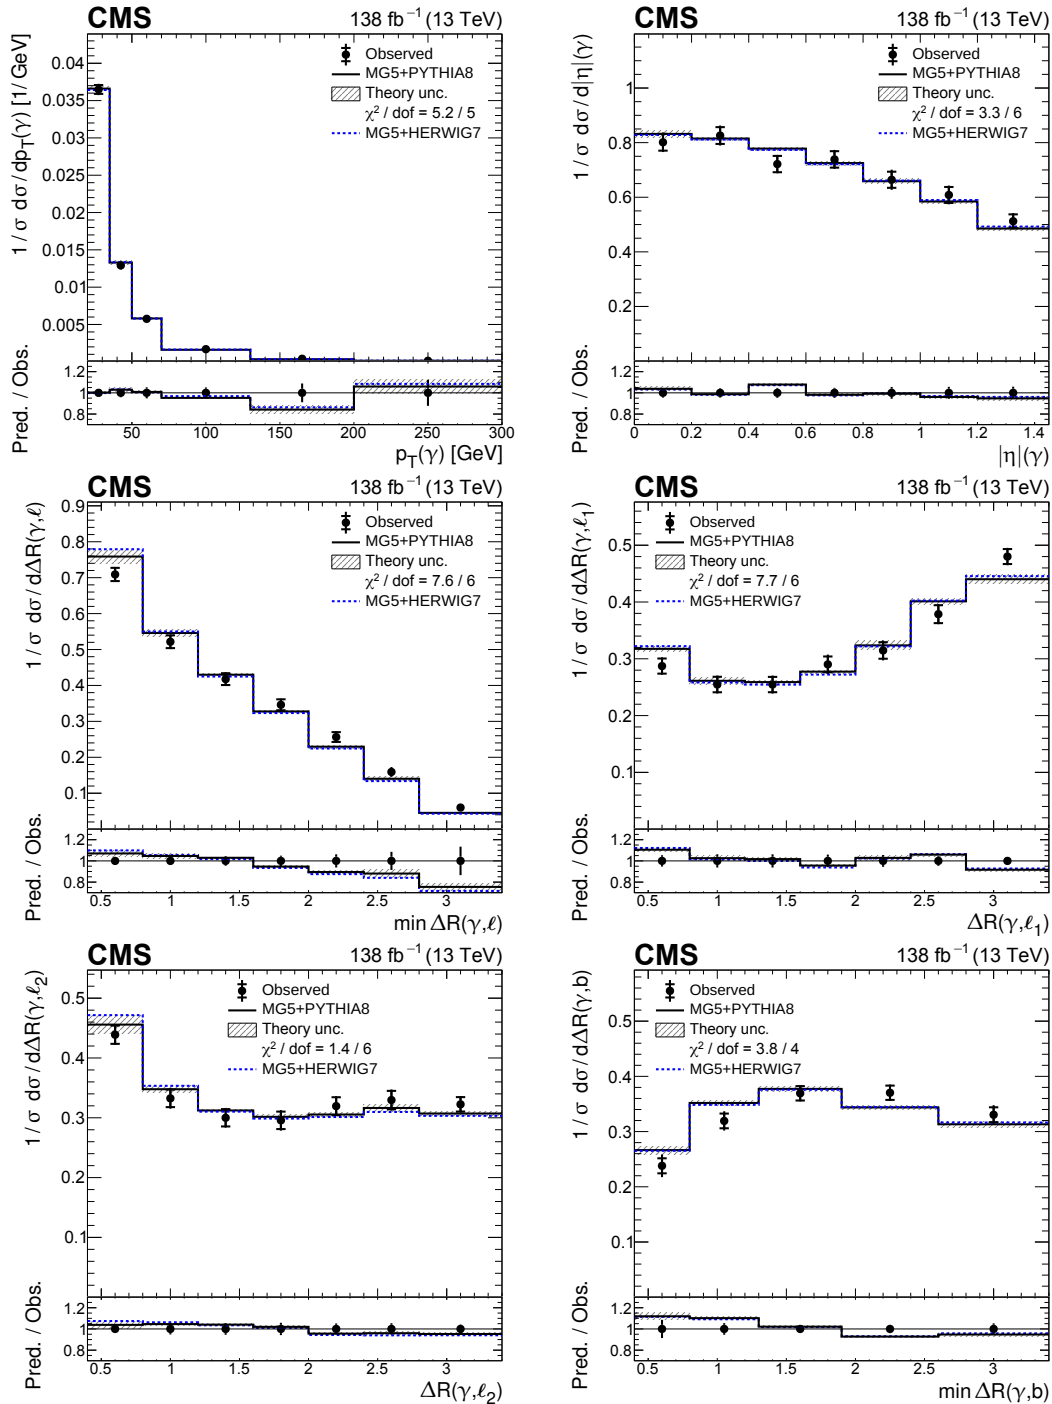 CMS 138 fb⁻¹ (13 TeV)
1 / σ dσ / dp_T(γ) [1/ GeV]
Observed
MG5+PYTHIA8
Theory unc.
χ² / dof = 5.2 / 5
MG5+HERWIG7
0.04
0.035
0.03
0.025
0.02
0.015
0.01
0.005
Pred. / Obs.
1.2
1
0.8
50 100 150 200 250 300
p_T(γ) [GeV]
CMS 138 fb⁻¹ (13 TeV)
1 / σ dσ / d|η|(γ)
Observed
MG5+PYTHIA8
Theory unc.
χ² / dof = 3.3 / 6
MG5+HERWIG7
1
0.8
0.6
0.4
0.2
Pred. / Obs.
1.2
1
0.8
0 0.2 0.4 0.6 0.8 1 1.2 1.4
|η|(γ)
CMS 138 fb⁻¹ (13 TeV)
1 / σ dσ / dΔR(γ,ℓ)
Observed
MG5+PYTHIA8
Theory unc.
χ² / dof = 7.6 / 6
MG5+HERWIG7
0.9
0.8
0.7
0.6
0.5
0.4
0.3
0.2
0.1
Pred. / Obs.
1.2
1
0.8
0.5 1 1.5 2 2.5 3
min ΔR(γ,ℓ)
CMS 138 fb⁻¹ (13 TeV)
1 / σ dσ / dΔR(γ,ℓ₁)
Observed
MG5+PYTHIA8
Theory unc.
χ² / dof = 7.7 / 6
MG5+HERWIG7
0.5
0.4
0.3
0.2
0.1
Pred. / Obs.
1.2
1
0.8
0.5 1 1.5 2 2.5 3
ΔR(γ,ℓ₁)
CMS 138 fb⁻¹ (13 TeV)
1 / σ dσ / dΔR(γ,ℓ₂)
Observed
MG5+PYTHIA8
Theory unc.
χ² / dof = 1.4 / 6
MG5+HERWIG7
0.5
0.4
0.3
0.2
0.1
Pred. / Obs.
1.2
1
0.8
0.5 1 1.5 2 2.5 3
ΔR(γ,ℓ₂)
CMS 138 fb⁻¹ (13 TeV)
1 / σ dσ / dΔR(γ,b)
Observed
MG5+PYTHIA8
Theory unc.
χ² / dof = 3.8 / 4
MG5+HERWIG7
0.5
0.4
0.3
0.2
0.1
Pred. / Obs.
1.2
1
0.8
0.5 1 1.5 2 2.5 3
min ΔR(γ,b)